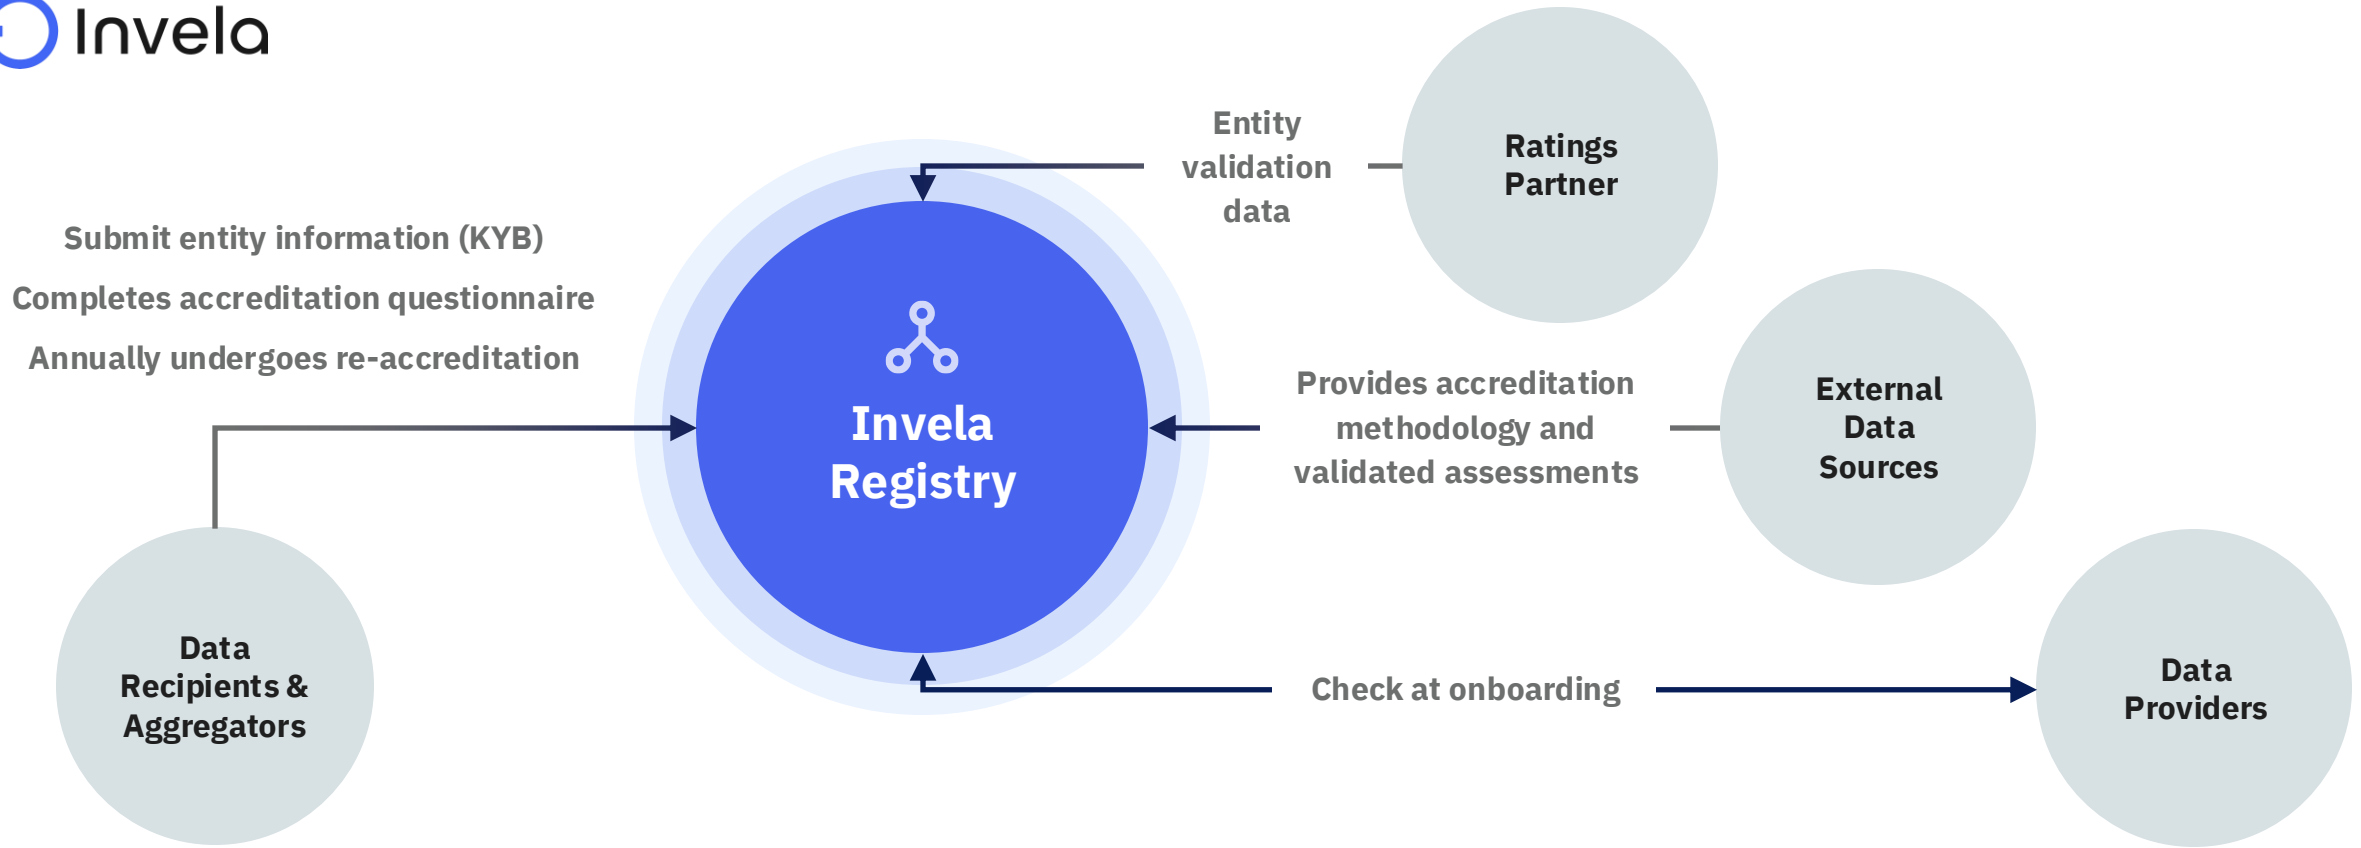 Invela
Entity
validation
data
Ratings
Partner
Submit entity information (KYB)
Completes accreditation questionnaire
Annually undergoes re-accreditation
Invela
Registry
Provides accreditation
methodology and
validated assessments
External
Data
Sources
Data
Recipients &
Aggregators
Check at onboarding
Data
Providers